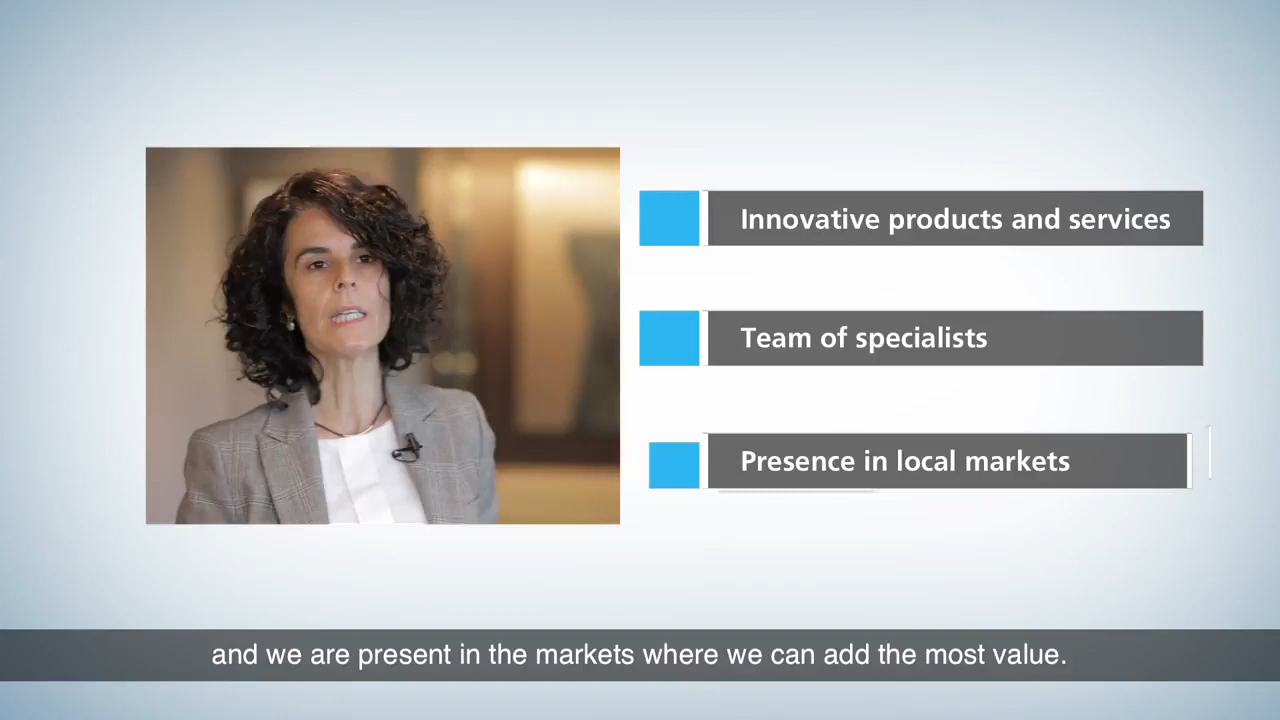 Innovative products and services
Team of specialists
Presence in local markets
and we are present in the markets where we can add the most value.